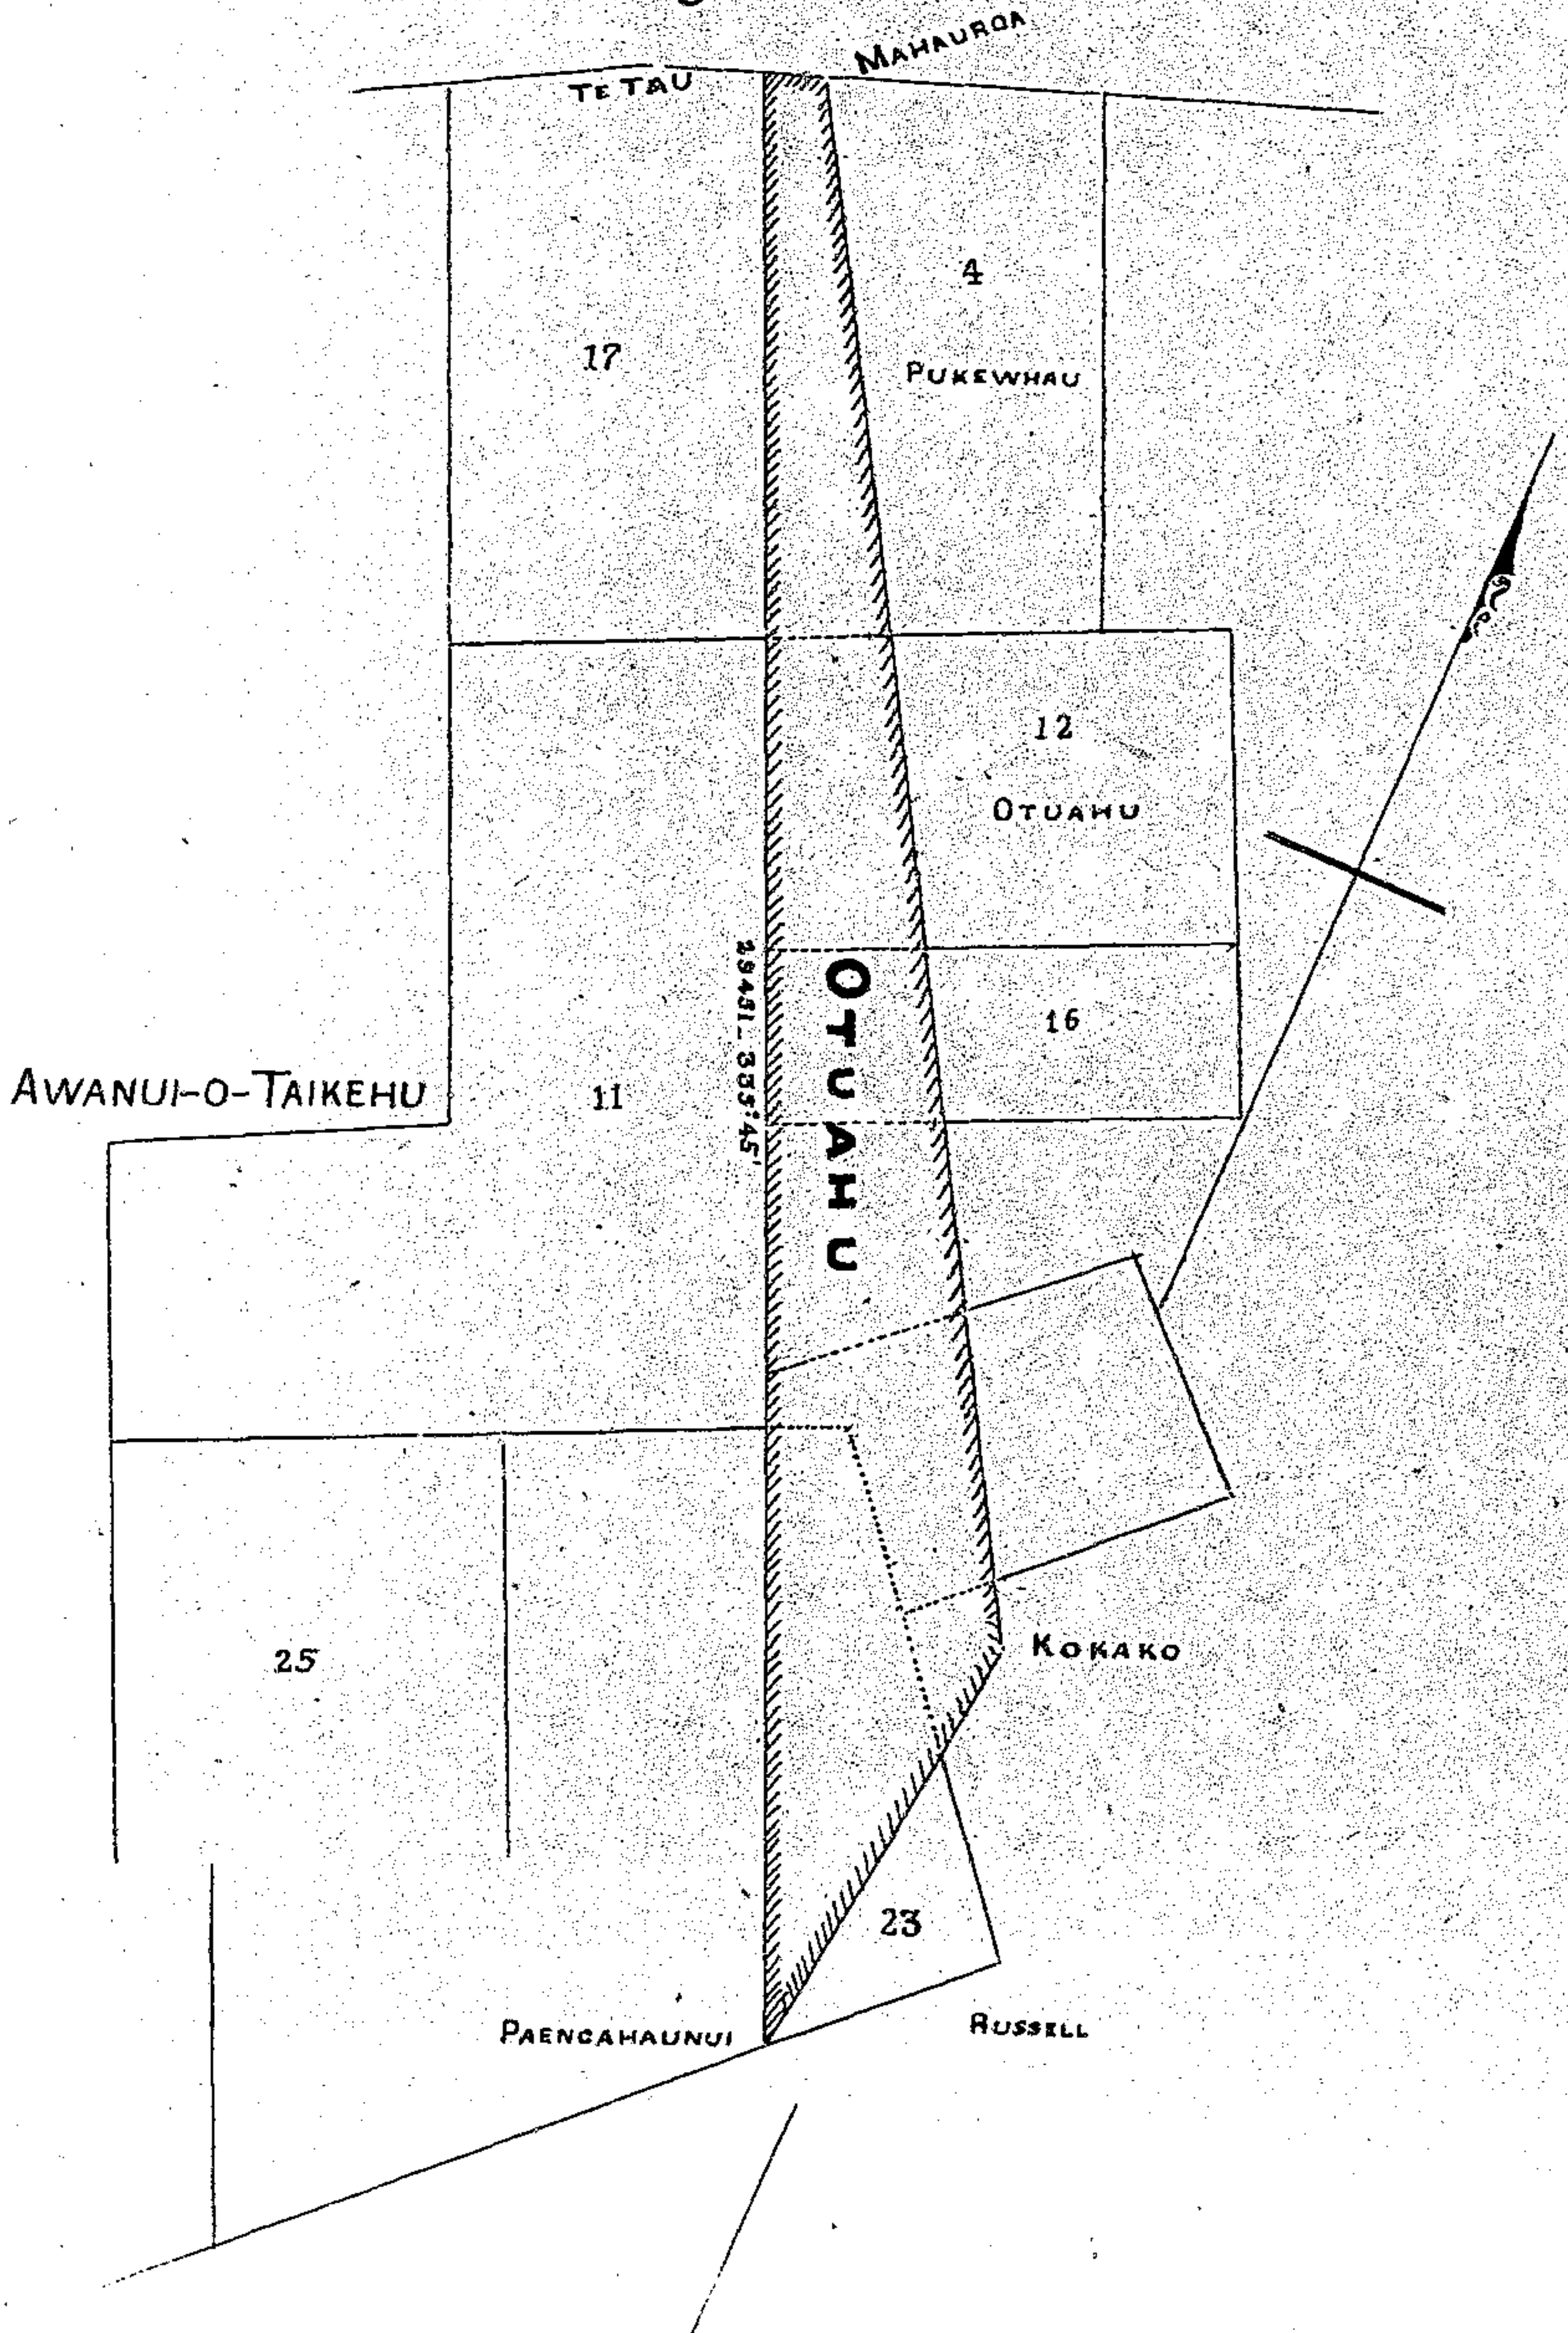 MAHAUROA
TE TAU
4
17
PUKEWHAU
12
OTUAHU
OTUAHU
16
AWANUI-O-TAIKEHU
11
KOKAKO
25
23
PAENGAHAUNUI
RUSSELL